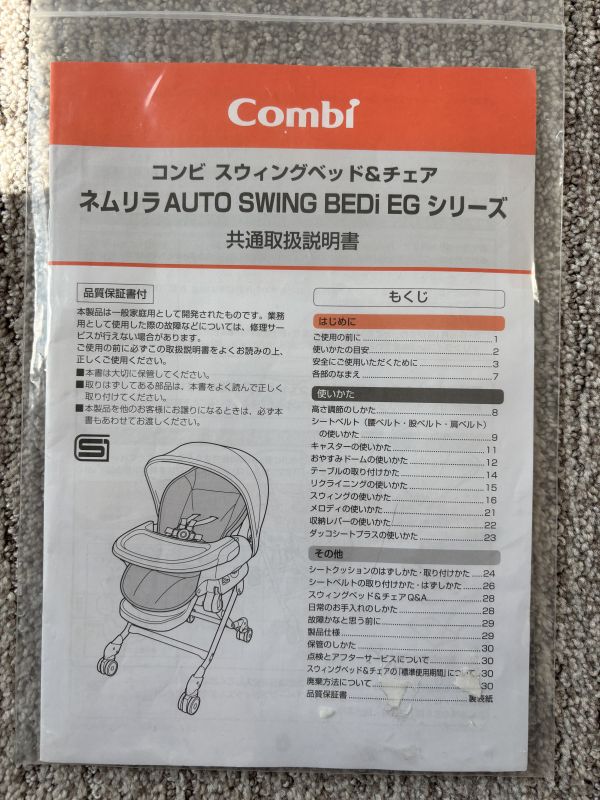 Combi
コンビ スウィングベッド&チェア
ネムリラ AUTO SWING BEDi EG シリーズ
共通取扱説明書
品質保証書付
本製品は一般家庭用として開発されたものです。業務
用として使用した際の故障などについては、修理サー
ビスが行えない場合があります。
ご使用の前に必ずこの取扱説明書をよくお読みの上、
正しくご使用ください。
■本書は大切に保管してください。
■取りはずしてある部品は、本書をよく読んで正しく
取り付けてください。
■本製品を他のお客様にお譲りになるときは、必ず本
書もあわせてお渡しください。
S
もくじ
はじめに
ご使用の前に 1
使いかたの目安 2
安全にご使用いただくために 3
各部のなまえ 7
使いかた
高さ調節のしかた 8
シートベルト(腰ベルト・股ベルト・肩ベルト)
の使いかた 9
キャスターの使いかた 11
おやすみドームの使いかた 12
テーブルの取り付けかた 14
リクライニングの使いかた 15
スウィングの使いかた 16
メロディの使いかた 21
収納レバーの使いかた 22
ダッコシートプラスの使いかた 23
その他
シートクッションのはずしかた・取り付けかた 24
シートベルトの取り付けかた・はずしかた 26
スウィングベッド&チェア Q&A 28
日常のお手入れのしかた 28
故障かなと思う前に 29
製品仕様 29
保管のしかた 30
点検とアフターサービスについて 30
スウィングベッド&チェアの「標準使用期間」について 30
廃棄方法について 30
品質保証書 製表紙